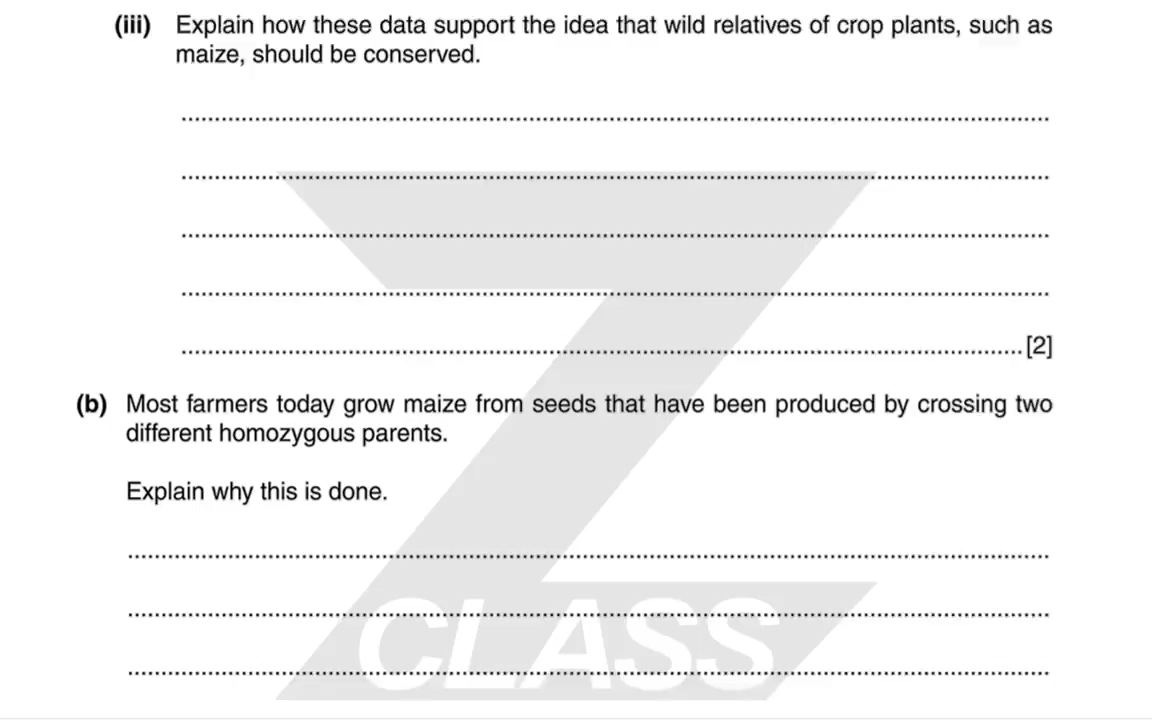 (iii) Explain how these data support the idea that wild relatives of crop plants, such as
maize, should be conserved.
[2]
(b) Most farmers today grow maize from seeds that have been produced by crossing two
different homozygous parents.
Explain why this is done.
Z
CLASS